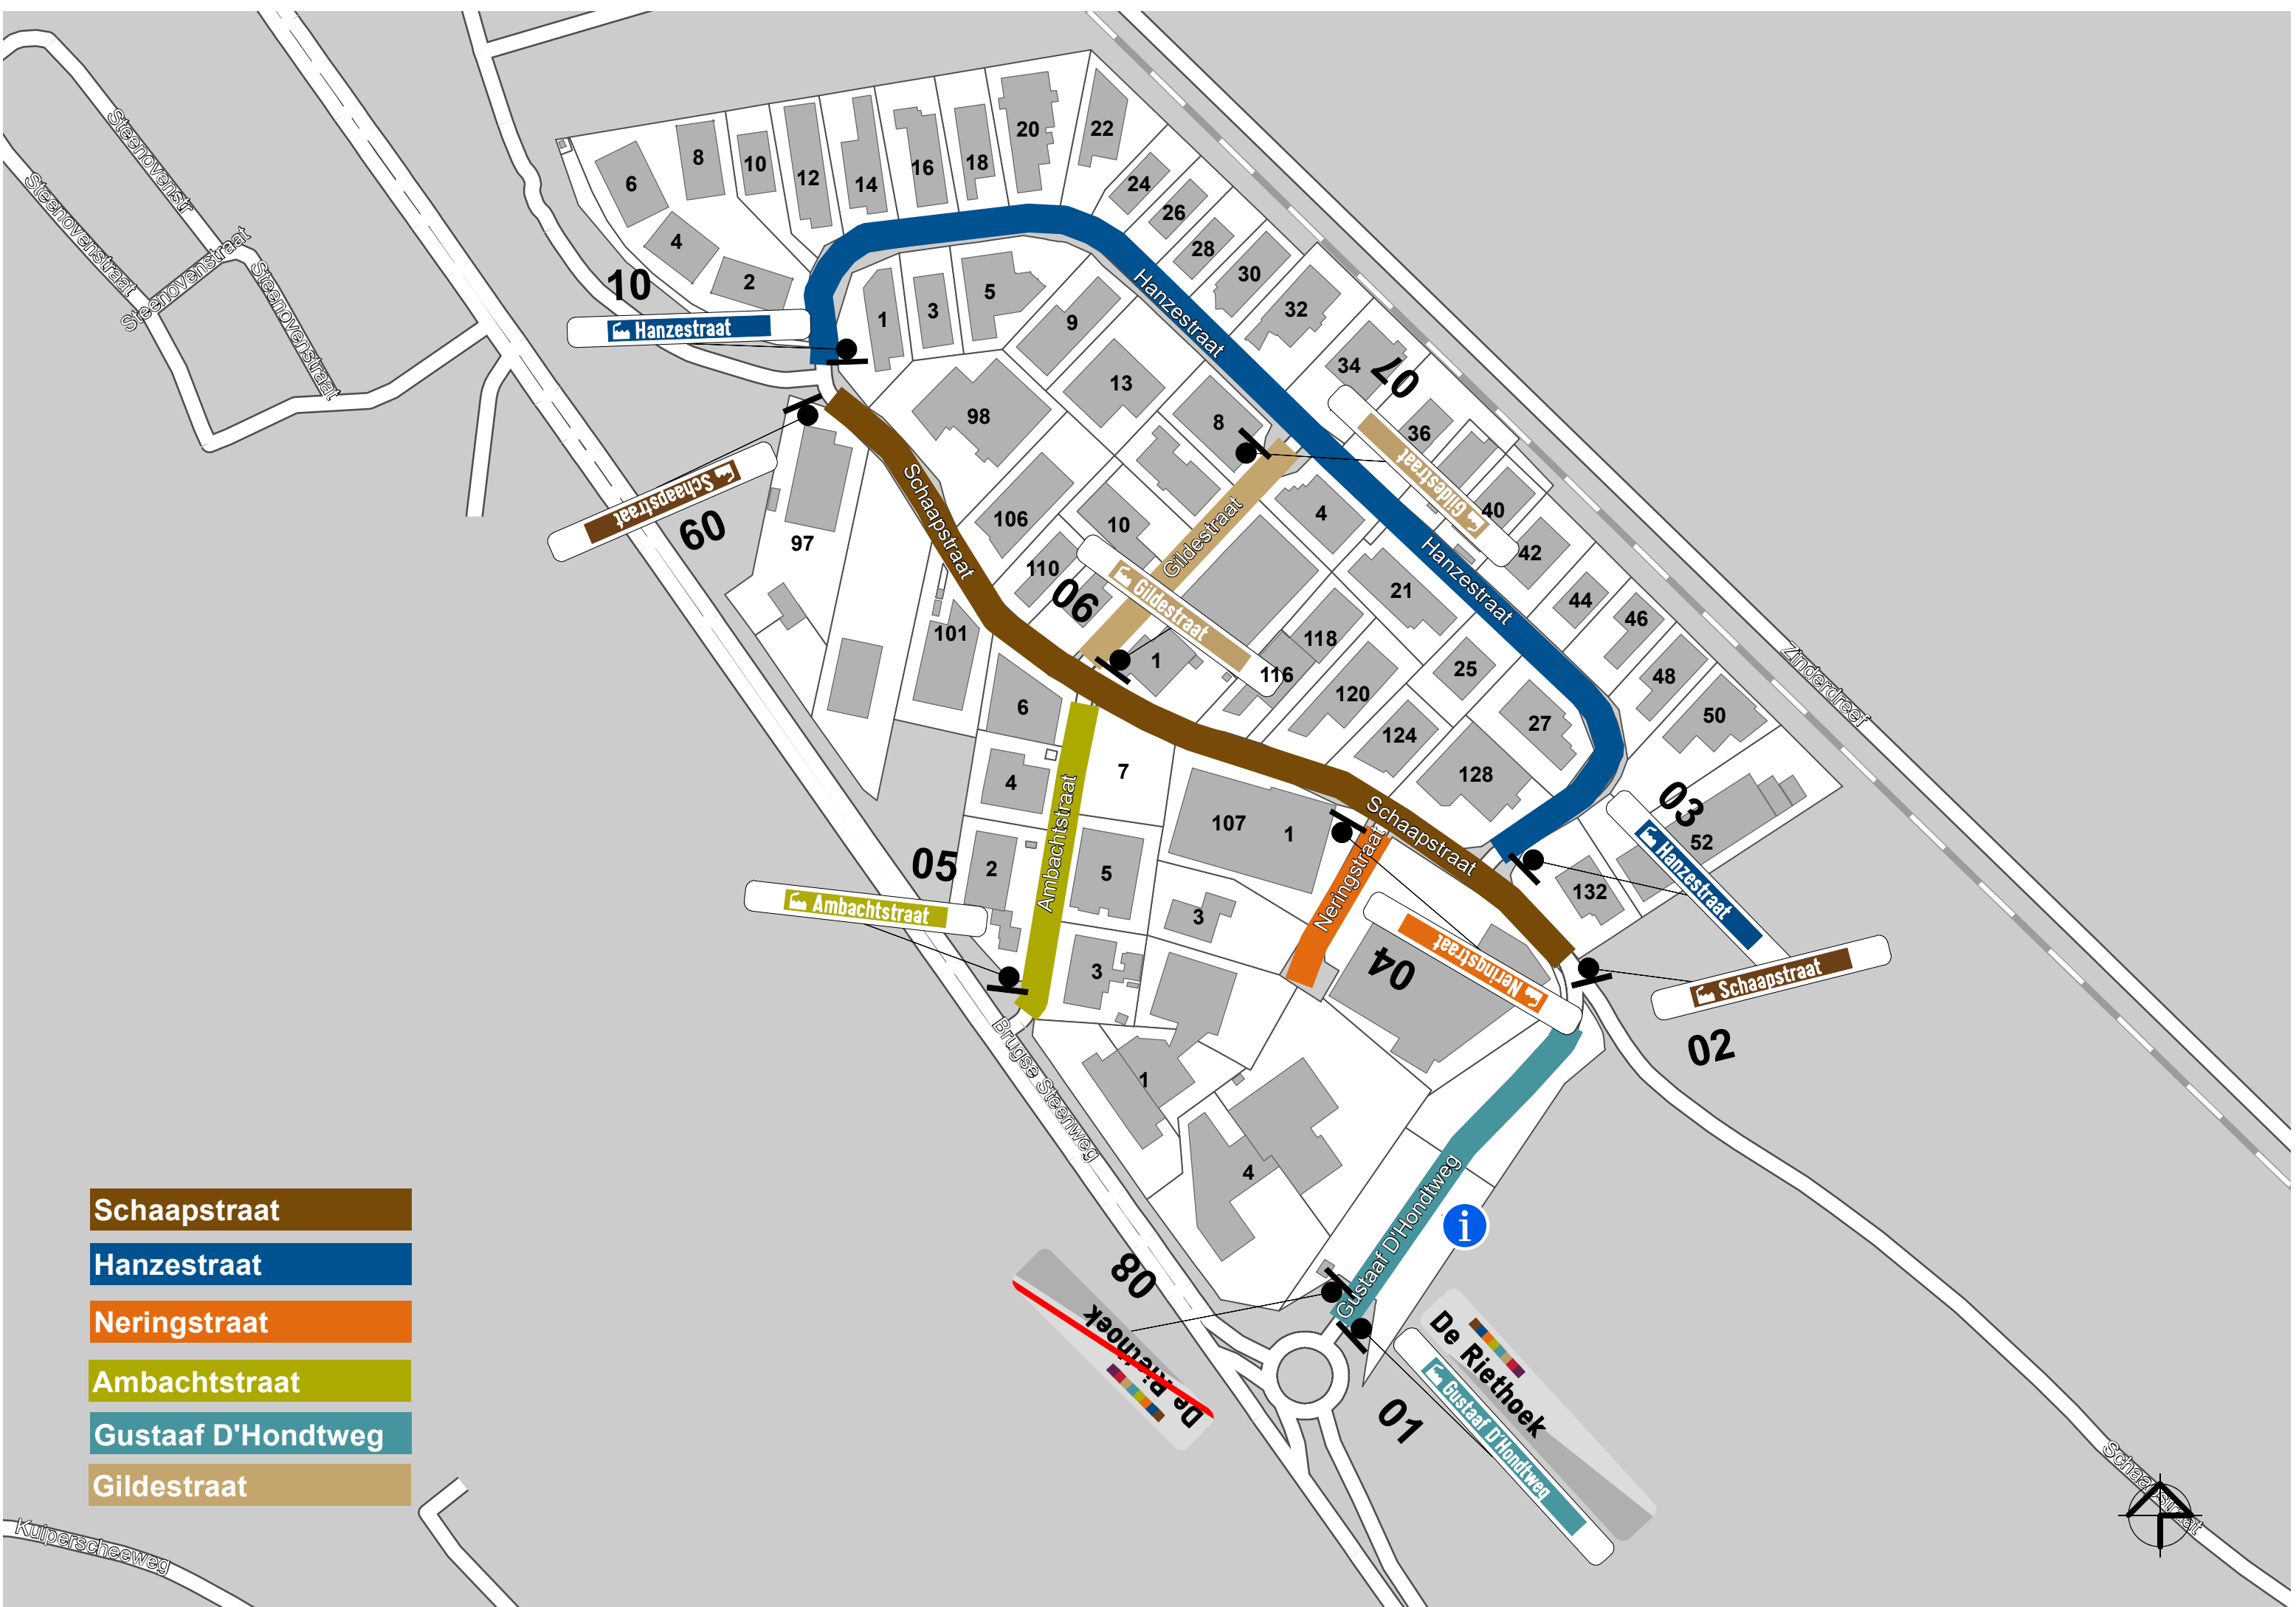 Steenovenstr
Steenovenstraat
Steenovenstraat
Steenovenstraat
20
22
8
10
12
14
16
18
6
24
26
4
28
2
30
10
Hanzestraat
1
3
5
9
32
Hanzestraat
34
07
13
98
8
36
Gildestraat
Schaapstraat
09
97
Schaapstraat
106
10
Gildestraat
4
40
42
110
06
Gildestraat
21
Hanzestraat
44
46
101
1
116
118
120
25
48
Zinderdreef
6
50
27
124
128
4
7
03
52
Hanzestraat
107
1
Schaapstraat
Neringstraat
132
05
2
5
Ambachtstraat
Ambachtstraat
3
3
04
Neringstraat
Schaapstraat
02
Brugse Steenweg
1
4
Gustaaf D'Hondtweg
i
08
De Riethoek
De Riethoek
Gustaaf D'Hondtweg
01
Schaapstraat
Schaapstraat
Hanzestraat
Neringstraat
Ambachtstraat
Gustaaf D'Hondtweg
Gildestraat
Kuiperscheeweg